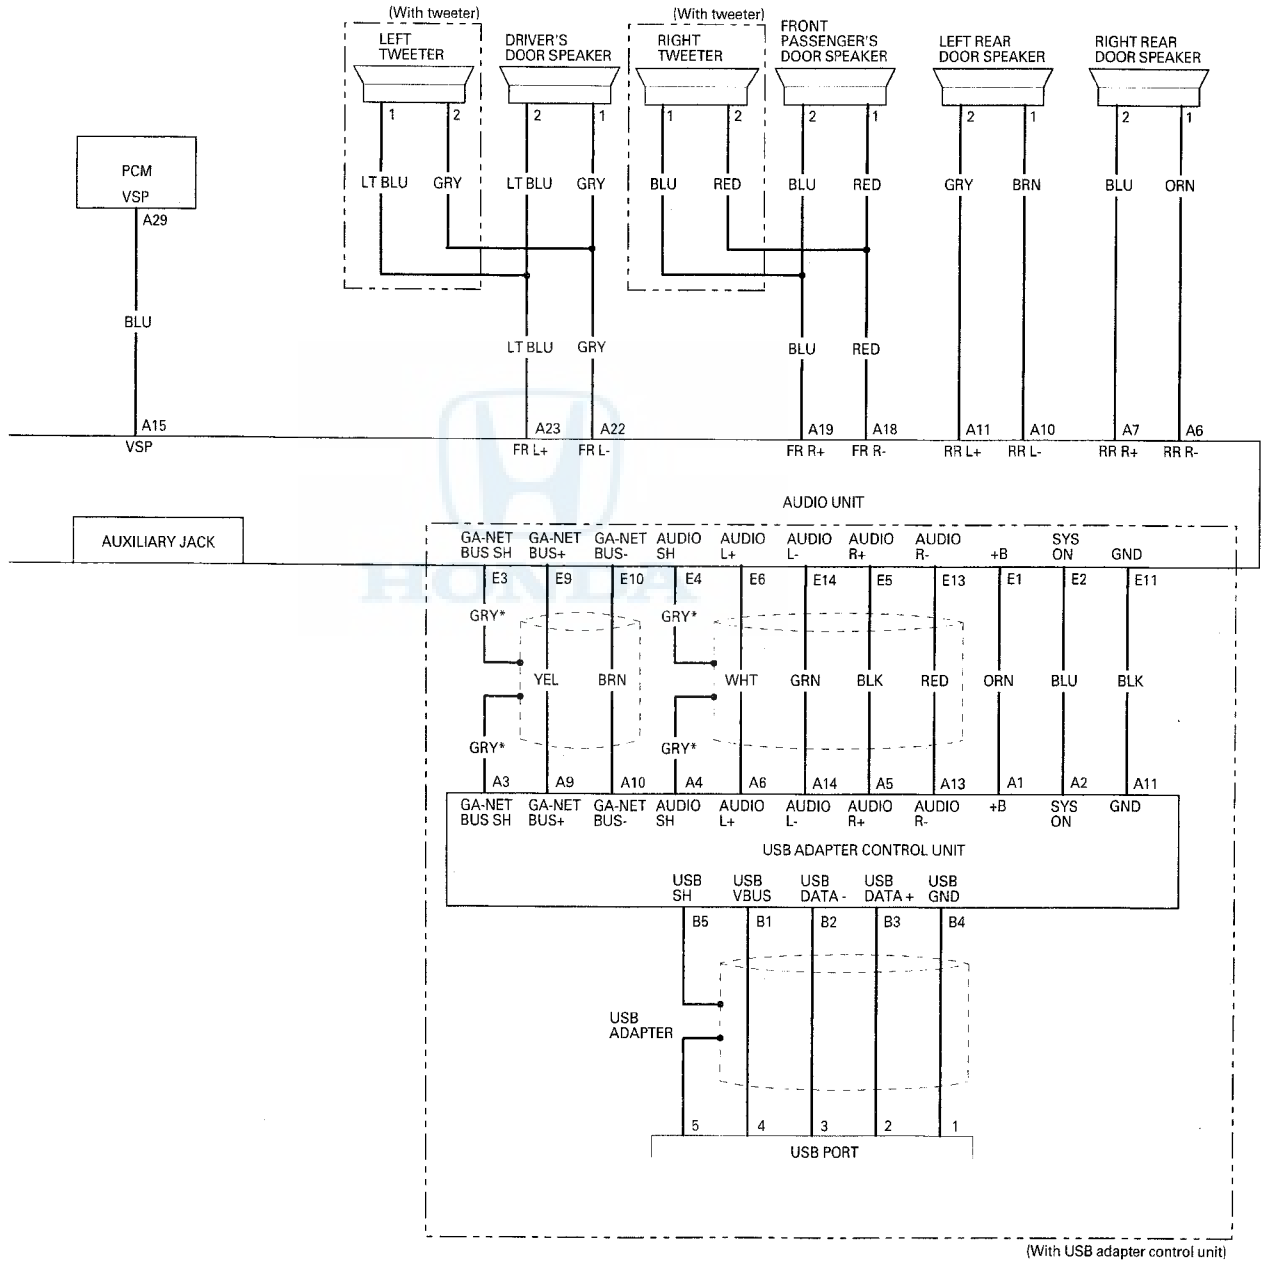 (With tweeter)
(With tweeter)
LEFT
TWEETER
DRIVER'S
DOOR SPEAKER
RIGHT
TWEETER
FRONT
PASSENGER'S
DOOR SPEAKER
LEFT REAR
DOOR SPEAKER
RIGHT REAR
DOOR SPEAKER
1 2 2 1 1 2 2 1 2 1 2 1
PCM
VSP
A29
LT BLU GRY LT BLU GRY BLU RED BLU RED GRY BRN BLU ORN
BLU
LT BLU GRY BLU RED
A15 A23 A22 A19 A18 A11 A10 A7 A6
VSP FR L+ FR L- FR R+ FR R- RR L+ RR L- RR R+ RR R-
AUDIO UNIT
AUXILIARY JACK
GA-NET
BUS SH
GA-NET
BUS+
GA-NET
BUS-
AUDIO
SH
AUDIO
L+
AUDIO
L-
AUDIO
R+
AUDIO
R-
+B
SYS
ON
GND
E3 E9 E10 E4 E6 E14 E5 E13 E1 E2 E11
HONDA
GRY* GRY*
YEL BRN WHT GRN BLK RED ORN BLU BLK
GRY* GRY*
A3 A9 A10 A4 A6 A14 A5 A13 A1 A2 A11
GA-NET
BUS SH
GA-NET
BUS+
GA-NET
BUS-
AUDIO
SH
AUDIO
L+
AUDIO
L-
AUDIO
R+
AUDIO
R-
+B
SYS
ON
GND
USB ADAPTER CONTROL UNIT
USB
SH
USB
VBUS
USB
DATA -
USB
DATA +
USB
GND
B5 B1 B2 B3 B4
USB
ADAPTER
5 4 3 2 1
USB PORT
(With USB adapter control unit)